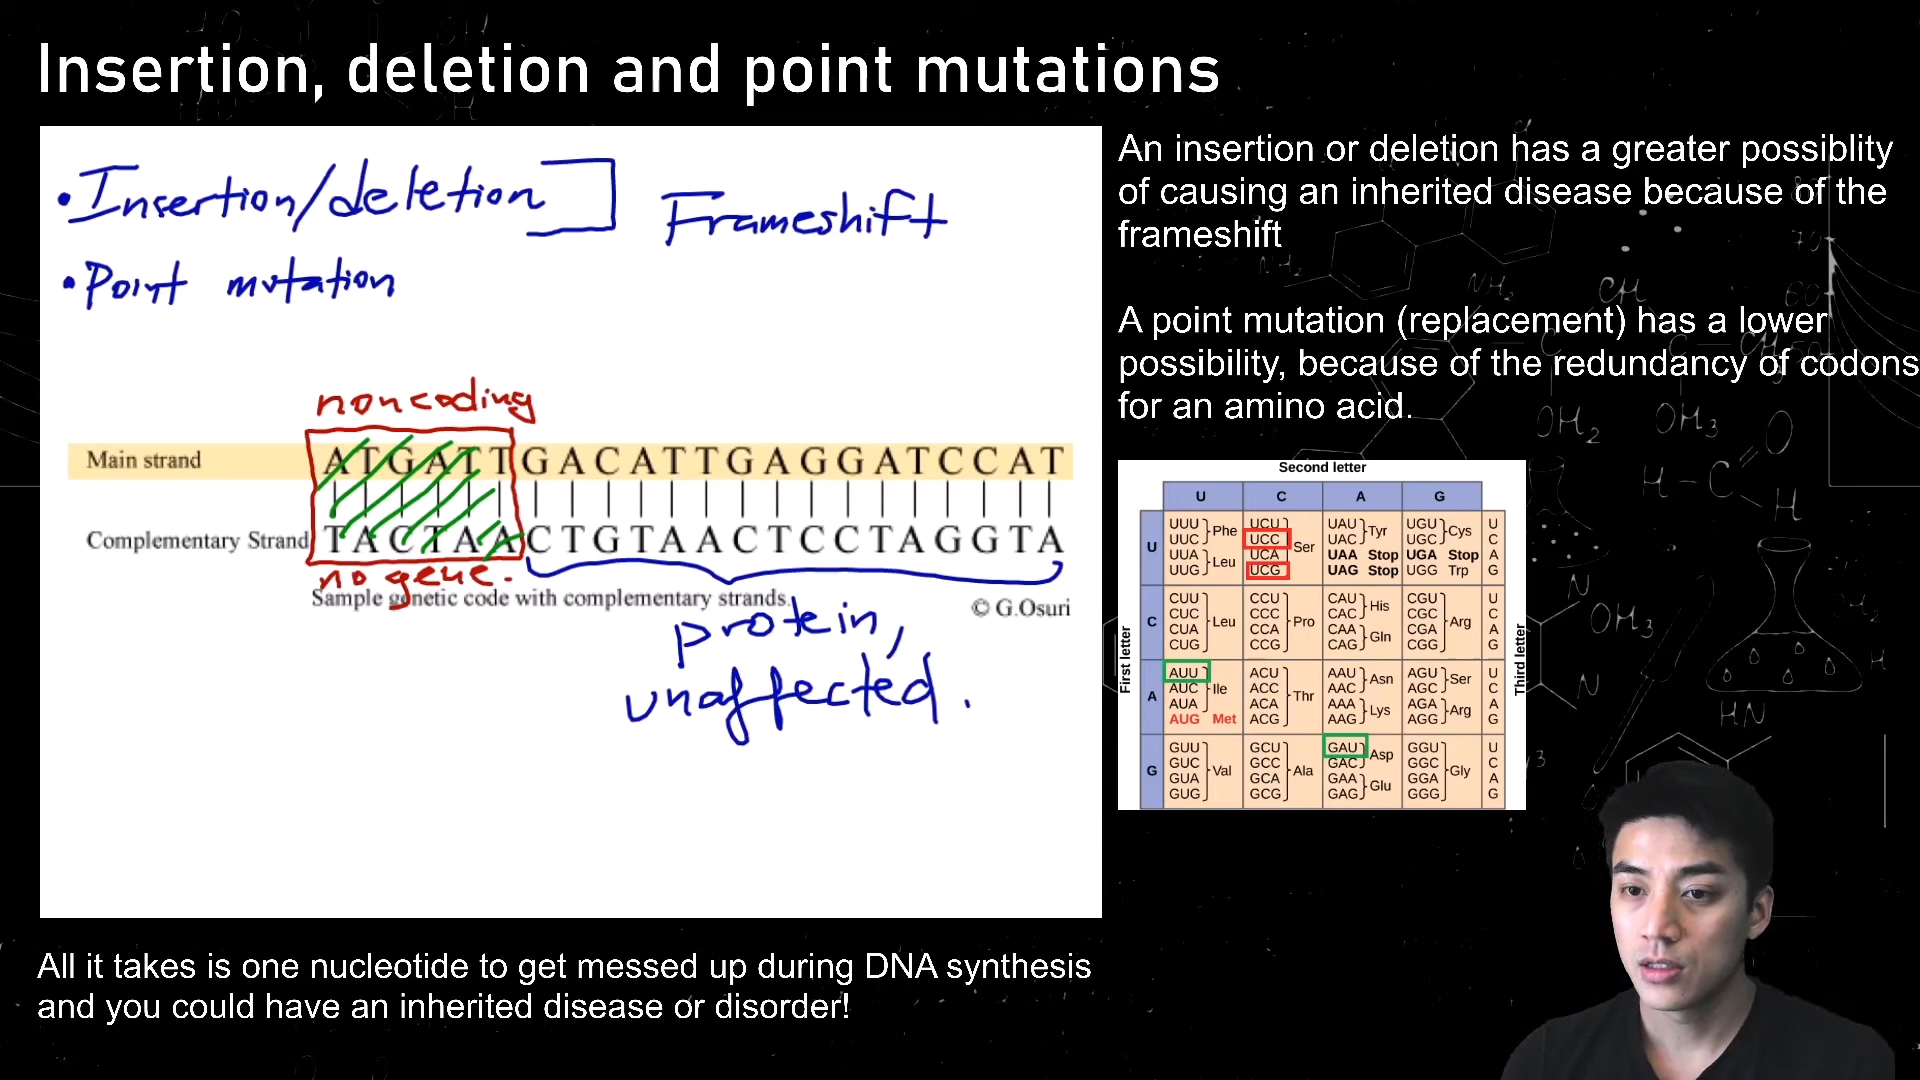 Insertion, deletion and point mutations
•Insertion/deletion
Frameshift
•Point mutation
noncoding
Main strand ATGATTGACATTGAGGATCCAT
Complementary Strand TACTAACTGTAACTCCTAGGTA
no gene.
Sample genetic code with complementary strands.
© G.Osuri
protein,
unaffected.
All it takes is one nucleotide to get messed up during DNA synthesis
and you could have an inherited disease or disorder!
An insertion or deletion has a greater possiblity
of causing an inherited disease because of the
frameshift
A point mutation (replacement) has a lower
possibility, because of the redundancy of codons
for an amino acid.
Second letter
U C A G
First letter
Third letter
U
UUU UCU UAU UGU U
UUC Phe UCC UAC Tyr UGC Cys C
UUA UCA Ser UAA Stop UGA Stop A
UUG Leu UCG UAG Stop UGG Trp G
C
CUU CCU CAU CGU U
CUC CCC CAC His CGC C
CUA Leu CCA Pro CAA CGA Arg A
CUG CCG CAG Gln CGG G
A
AUU ACU AAU AGU U
AUC Ile ACC AAC Asn AGC Ser C
AUA ACA Thr AAA AGA A
AUG Met ACG AAG Lys AGG Arg G
G
GUU GCU GAU GGU U
GUC GCC GAC Asp GGC C
GUA Val GCA Ala GAA GGA Gly A
GUG GCG GAG Glu GGG G
CH
NH₂
OH₂
OH₃
H-C
O
H
N
OH₃
N
HN